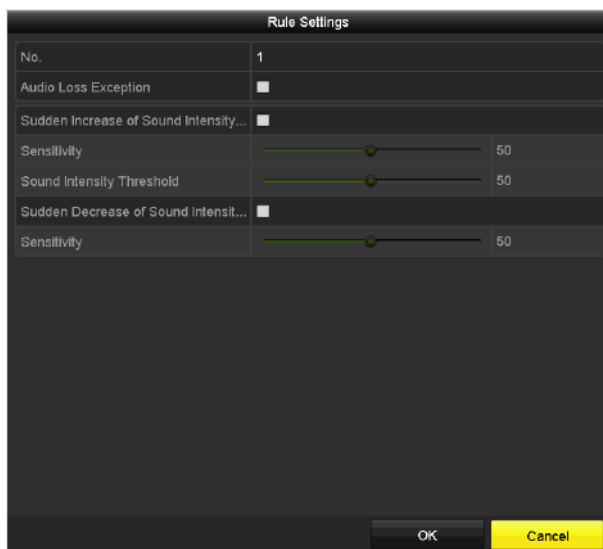 Rule Settings
No. 1
Audio Loss Exception
Sudden Increase of Sound Intensity...
Sensitivity 50
Sound Intensity Threshold 50
Sudden Decrease of Sound Intensit...
Sensitivity 50
OK Cancel